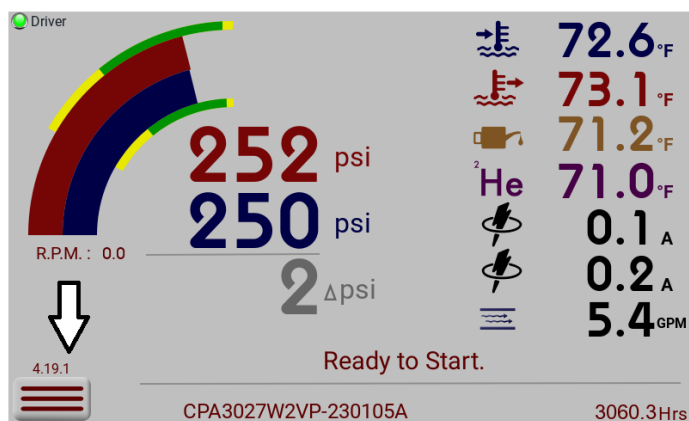 Driver
72.6 °F
73.1 °F
252 psi
71.2 °F
2He 71.0 °F
250 psi
R.P.M. : 0.0
0.1 A
2 Δpsi
0.2 A
5.4 GPM
Ready to Start.
4.19.1
CPA3027W2VP-230105A
3060.3 Hrs